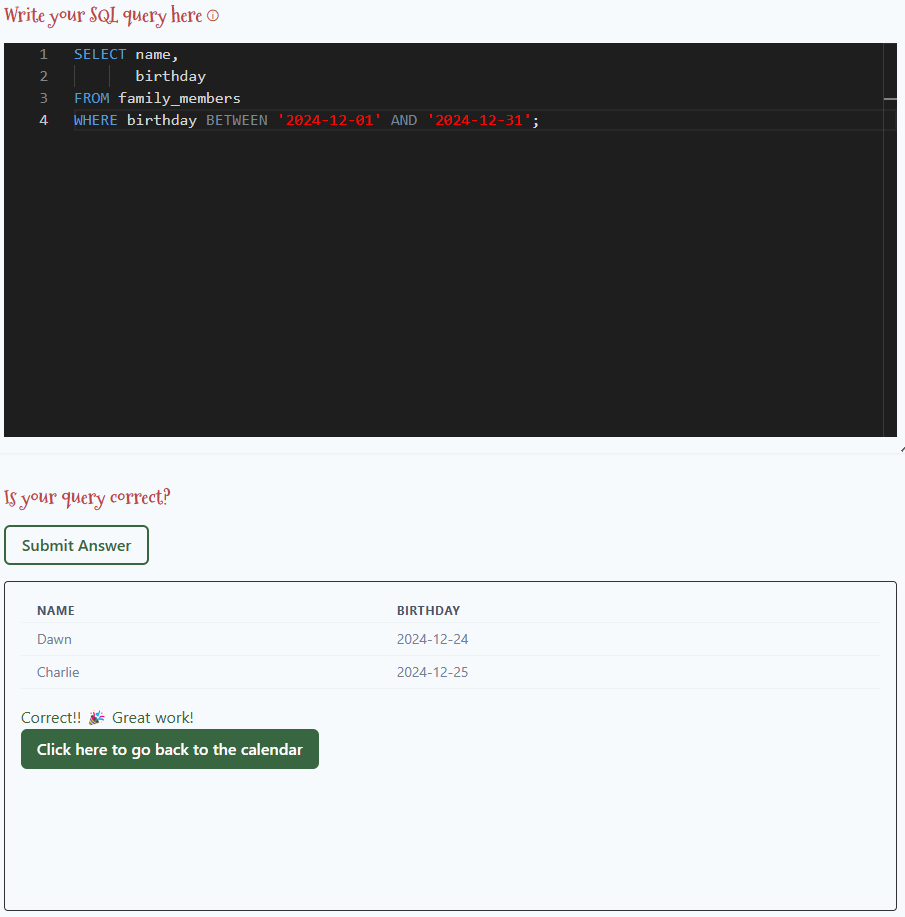 Write your SQL query here ⓘ
1 SELECT name,
2        birthday
3 FROM family_members
4 WHERE birthday BETWEEN '2024-12-01' AND '2024-12-31';
Is your query correct?
Submit Answer
NAME BIRTHDAY
Dawn 2024-12-24
Charlie 2024-12-25
Correct!! 🎉 Great work!
Click here to go back to the calendar